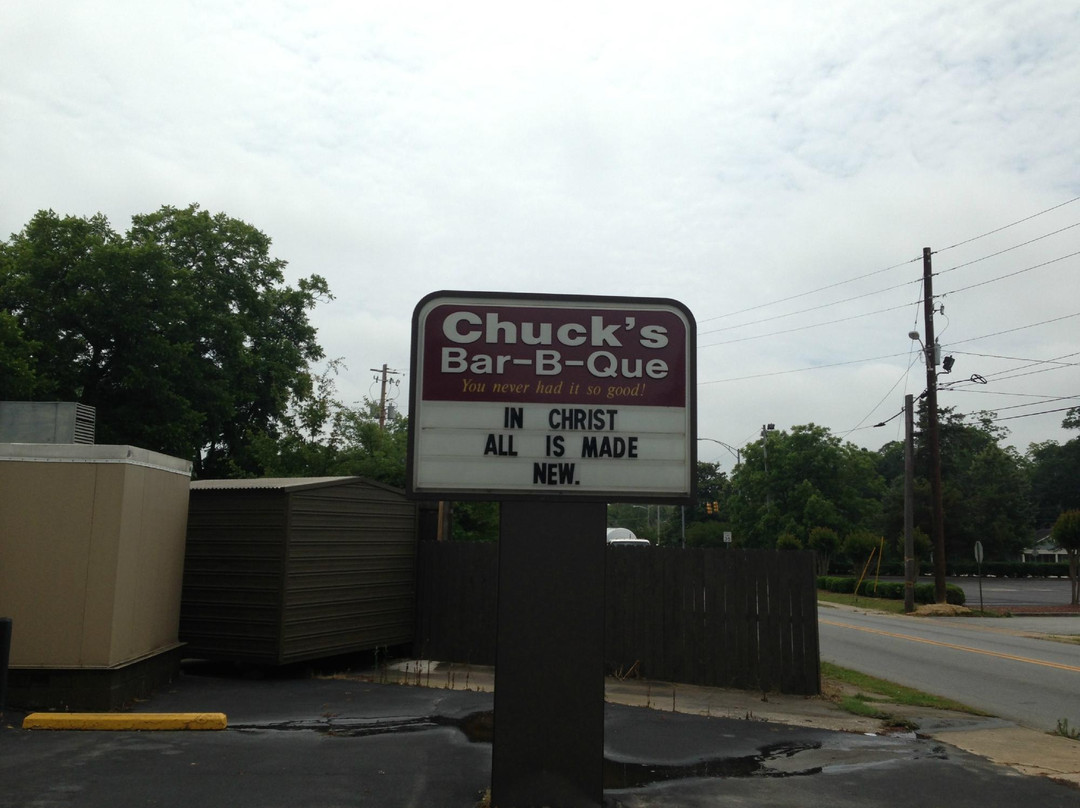 Chuck's
Bar-B-Que
You never had it so good!
IN CHRIST
ALL IS MADE
NEW.